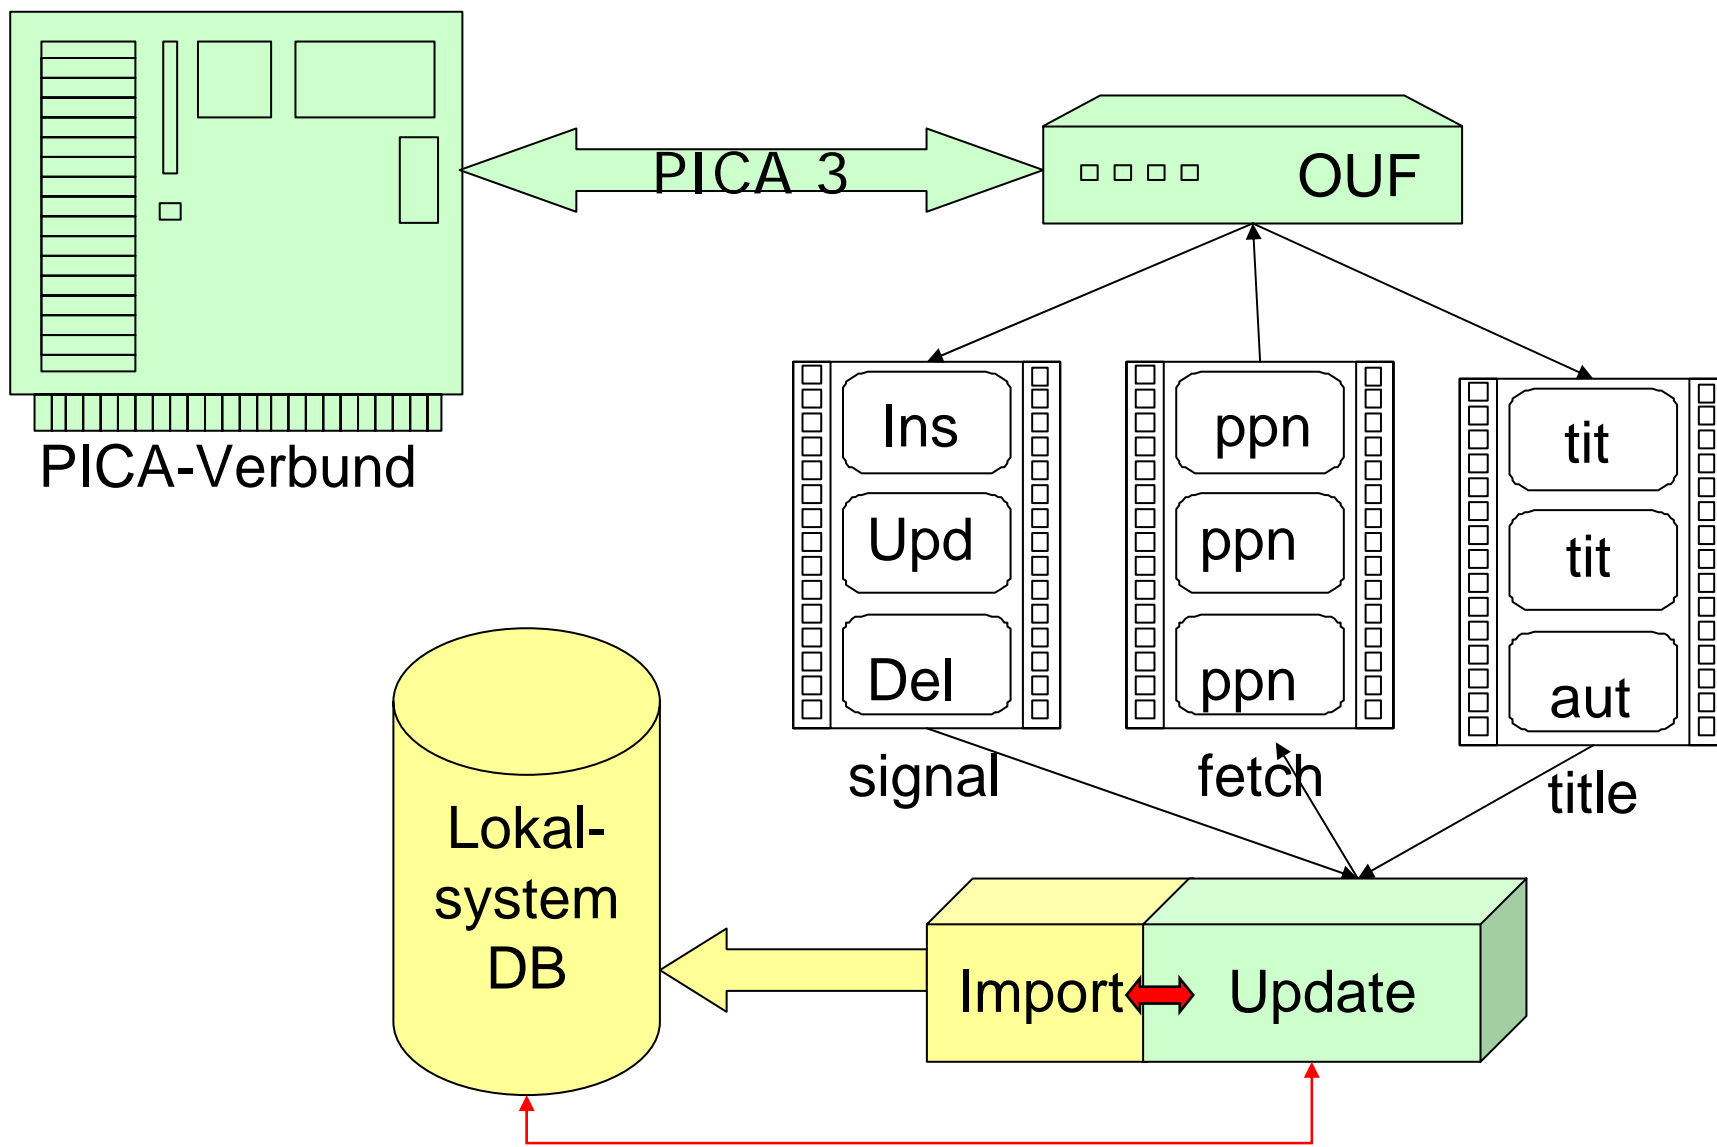 PICA 3
OUF
PICA-Verbund
Ins
Upd
Del
signal
ppn
ppn
ppn
fetch
tit
tit
aut
title
Lokal-
system
DB
Import
Update